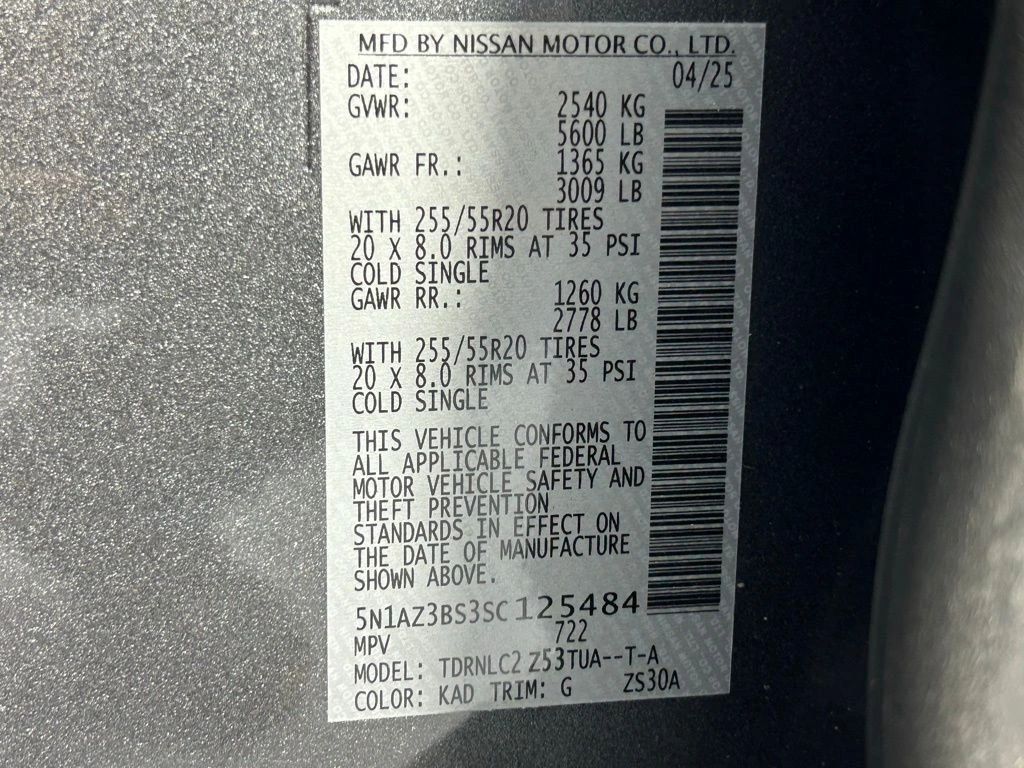 MFD BY NISSAN MOTOR CO., LTD.
DATE: 04/25
GVWR: 2540 KG
5600 LB
GAWR FR.: 1365 KG
3009 LB
WITH 255/55R20 TIRES
20 X 8.0 RIMS AT 35 PSI
COLD SINGLE
GAWR RR.: 1260 KG
2778 LB
WITH 255/55R20 TIRES
20 X 8.0 RIMS AT 35 PSI
COLD SINGLE
THIS VEHICLE CONFORMS TO
ALL APPLICABLE FEDERAL
MOTOR VEHICLE SAFETY AND
THEFT PREVENTION
STANDARDS IN EFFECT ON
THE DATE OF MANUFACTURE
SHOWN ABOVE.
5N1AZ3BS3SC125484
MPV 722
MODEL: TDRNLC2 Z53TUA--T-A
COLOR: KAD TRIM: G ZS30A